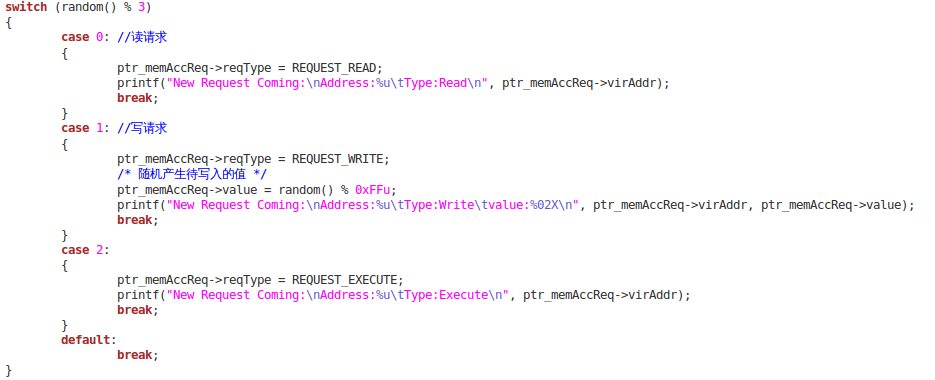 switch (random() % 3)
{
        case 0: //读请求
        {
                ptr_memAccReq->reqType = REQUEST_READ;
                printf("New Request Coming:\nAddress:%u\tType:Read\n", ptr_memAccReq->virAddr);
                break;
        }
        case 1: //写请求
        {
                ptr_memAccReq->reqType = REQUEST_WRITE;
                /* 随机产生待写入的值 */
                ptr_memAccReq->value = random() % 0xFFu;
                printf("New Request Coming:\nAddress:%u\tType:Write\tvalue:%02X\n", ptr_memAccReq->virAddr, ptr_memAccReq->value);
                break;
        }
        case 2:
        {
                ptr_memAccReq->reqType = REQUEST_EXECUTE;
                printf("New Request Coming:\nAddress:%u\tType:Execute\n", ptr_memAccReq->virAddr);
                break;
        }
        default:
                break;
}